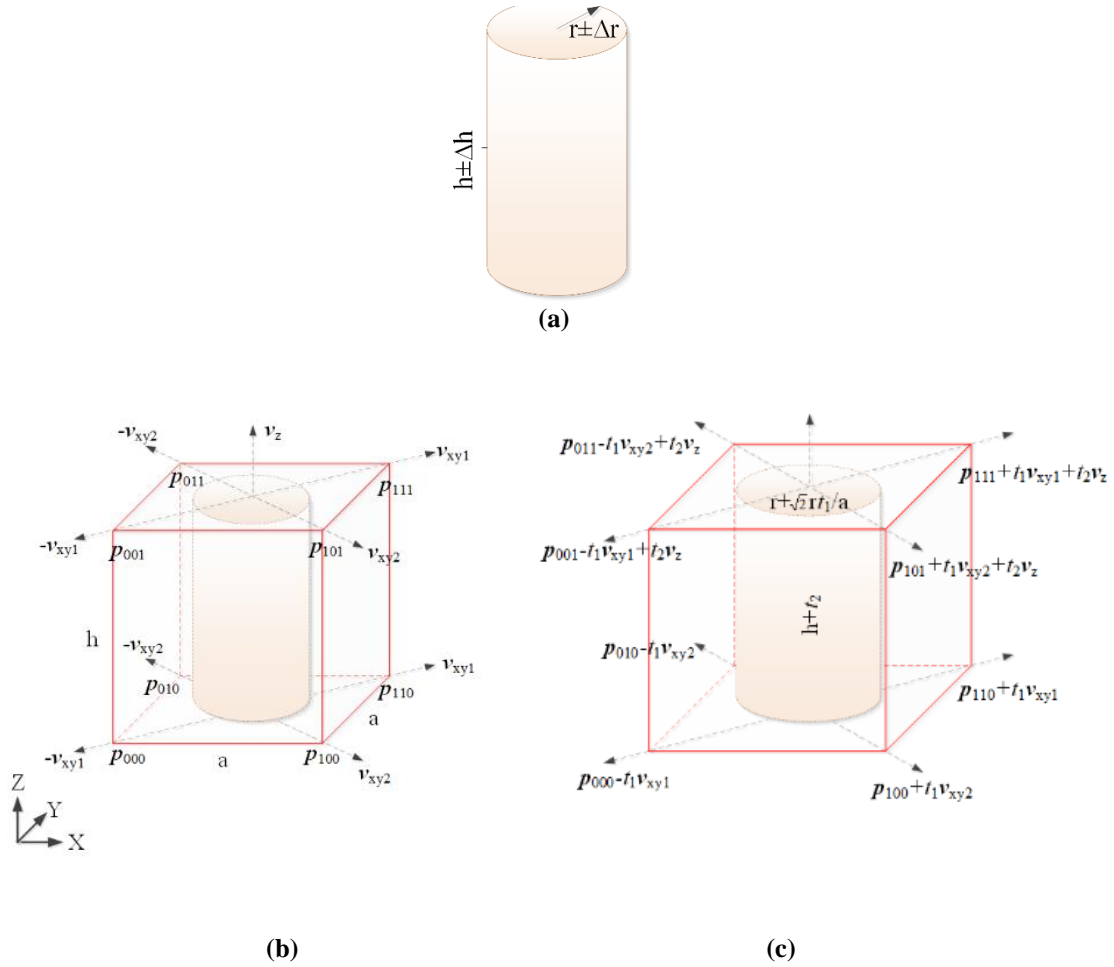 r±Δr
h±Δh
(a)
-v_xy2
v_z
v_xy1
p_011
p_111
-v_xy1
p_001
p_101
v_xy2
h
-v_xy2
v_xy1
p_010
p_110
a
-v_xy1
p_000
a
p_100
v_xy2
Z
Y
X
(b)
p_011-t_1v_xy2+t_2v_z
p_111+t_1v_xy1+t_2v_z
r+√2rt_1/a
p_001-t_1v_xy1+t_2v_z
p_101+t_1v_xy2+t_2v_z
h+t_2
p_010-t_1v_xy2
p_110+t_1v_xy1
p_000-t_1v_xy1
p_100+t_1v_xy2
(c)